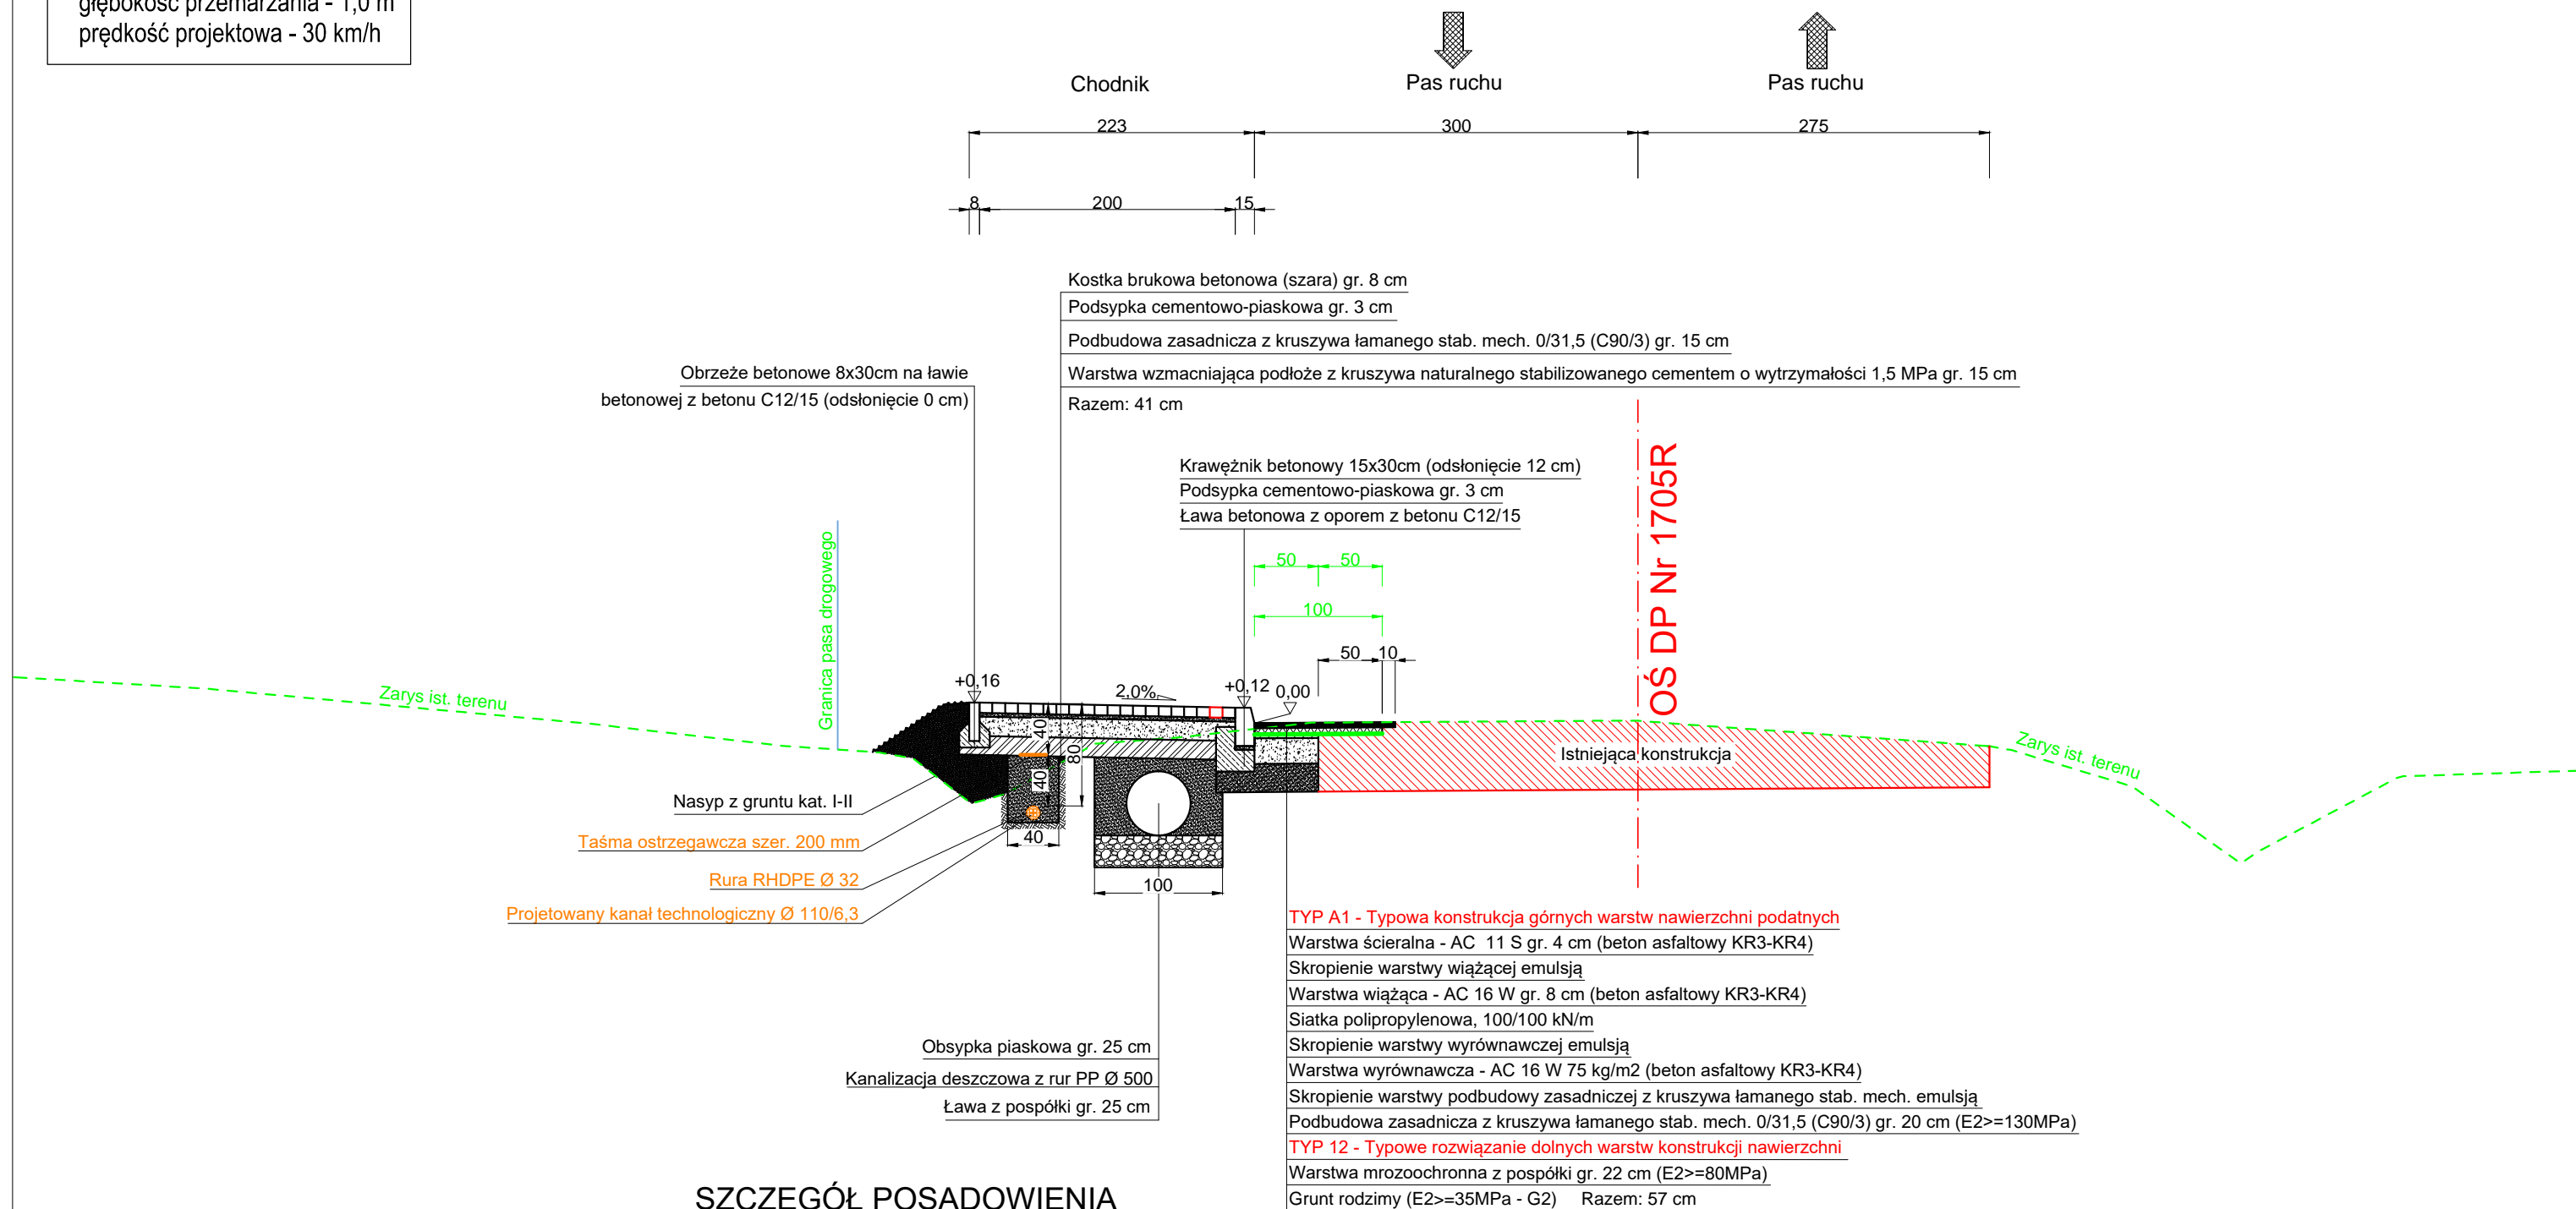 głębokość przemarzania - 1,0 m
prędkość projektowa - 30 km/h
Chodnik
Pas ruchu
Pas ruchu
223
300
275
8
200
15
Kostka brukowa betonowa (szara) gr. 8 cm
Podsypka cementowo-piaskowa gr. 3 cm
Podbudowa zasadnicza z kruszywa łamanego stab. mech. 0/31,5 (C90/3) gr. 15 cm
Warstwa wzmacniająca podłoże z kruszywa naturalnego stabilizowanego cementem o wytrzymałości 1,5 MPa gr. 15 cm
Razem: 41 cm
Obrzeże betonowe 8x30cm na ławie
betonowej z betonu C12/15 (odsłonięcie 0 cm)
Krawężnik betonowy 15x30cm (odsłonięcie 12 cm)
Podsypka cementowo-piaskowa gr. 3 cm
Ława betonowa z oporem z betonu C12/15
OŚ DP Nr 1705R
Granica pasa drogowego
50
50
100
50
10
Zarys ist. terenu
+0,16
2.0%
+0,12
0,00
40
80
40
40
100
Istniejąca konstrukcja
Zarys ist. terenu
Nasyp z gruntu kat. I-II
Taśma ostrzegawcza szer. 200 mm
Rura RHDPE Ø 32
Projetowany kanał technologiczny Ø 110/6,3
Obsypka piaskowa gr. 25 cm
Kanalizacja deszczowa z rur PP Ø 500
Ława z pospółki gr. 25 cm
TYP A1 - Typowa konstrukcja górnych warstw nawierzchni podatnych
Warstwa ścieralna - AC 11 S gr. 4 cm (beton asfaltowy KR3-KR4)
Skropienie warstwy wiążącej emulsją
Warstwa wiążąca - AC 16 W gr. 8 cm (beton asfaltowy KR3-KR4)
Siatka polipropylenowa, 100/100 kN/m
Skropienie warstwy wyrównawczej emulsją
Warstwa wyrównawcza - AC 16 W 75 kg/m2 (beton asfaltowy KR3-KR4)
Skropienie warstwy podbudowy zasadniczej z kruszywa łamanego stab. mech. emulsją
Podbudowa zasadnicza z kruszywa łamanego stab. mech. 0/31,5 (C90/3) gr. 20 cm (E2>=130MPa)
TYP 12 - Typowe rozwiązanie dolnych warstw konstrukcji nawierzchni
Warstwa mrozoochronna z pospółki gr. 22 cm (E2>=80MPa)
Grunt rodzimy (E2>=35MPa - G2) Razem: 57 cm
SZCZEGÓŁ POSADOWIENIA